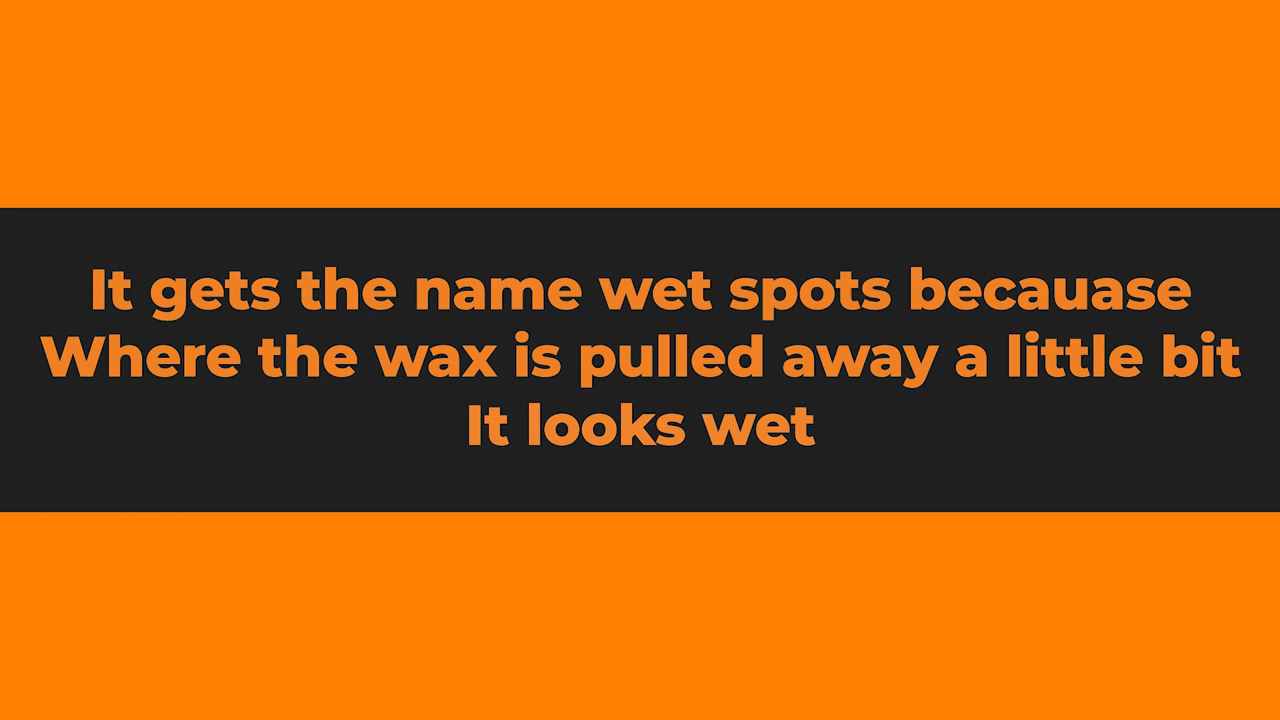 It gets the name wet spots becauase
Where the wax is pulled away a little bit
It looks wet